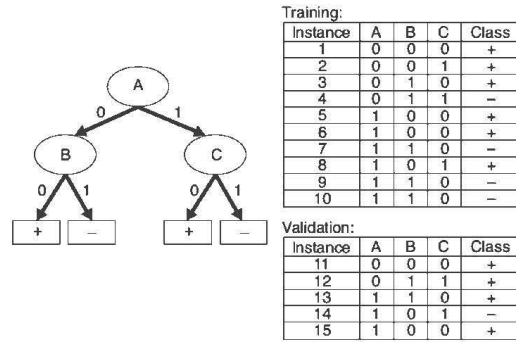 A
0 1
B C
0 1 0 1
+ – + –
Training:
Instance A B C Class
1 0 0 0 +
2 0 0 1 +
3 0 1 0 +
4 0 1 1 –
5 1 0 0 +
6 1 0 0 +
7 1 1 0 –
8 1 0 1 +
9 1 1 0 –
10 1 1 0 –
Validation:
Instance A B C Class
11 0 0 0 +
12 0 1 1 +
13 1 1 0 +
14 1 0 1 –
15 1 0 0 +